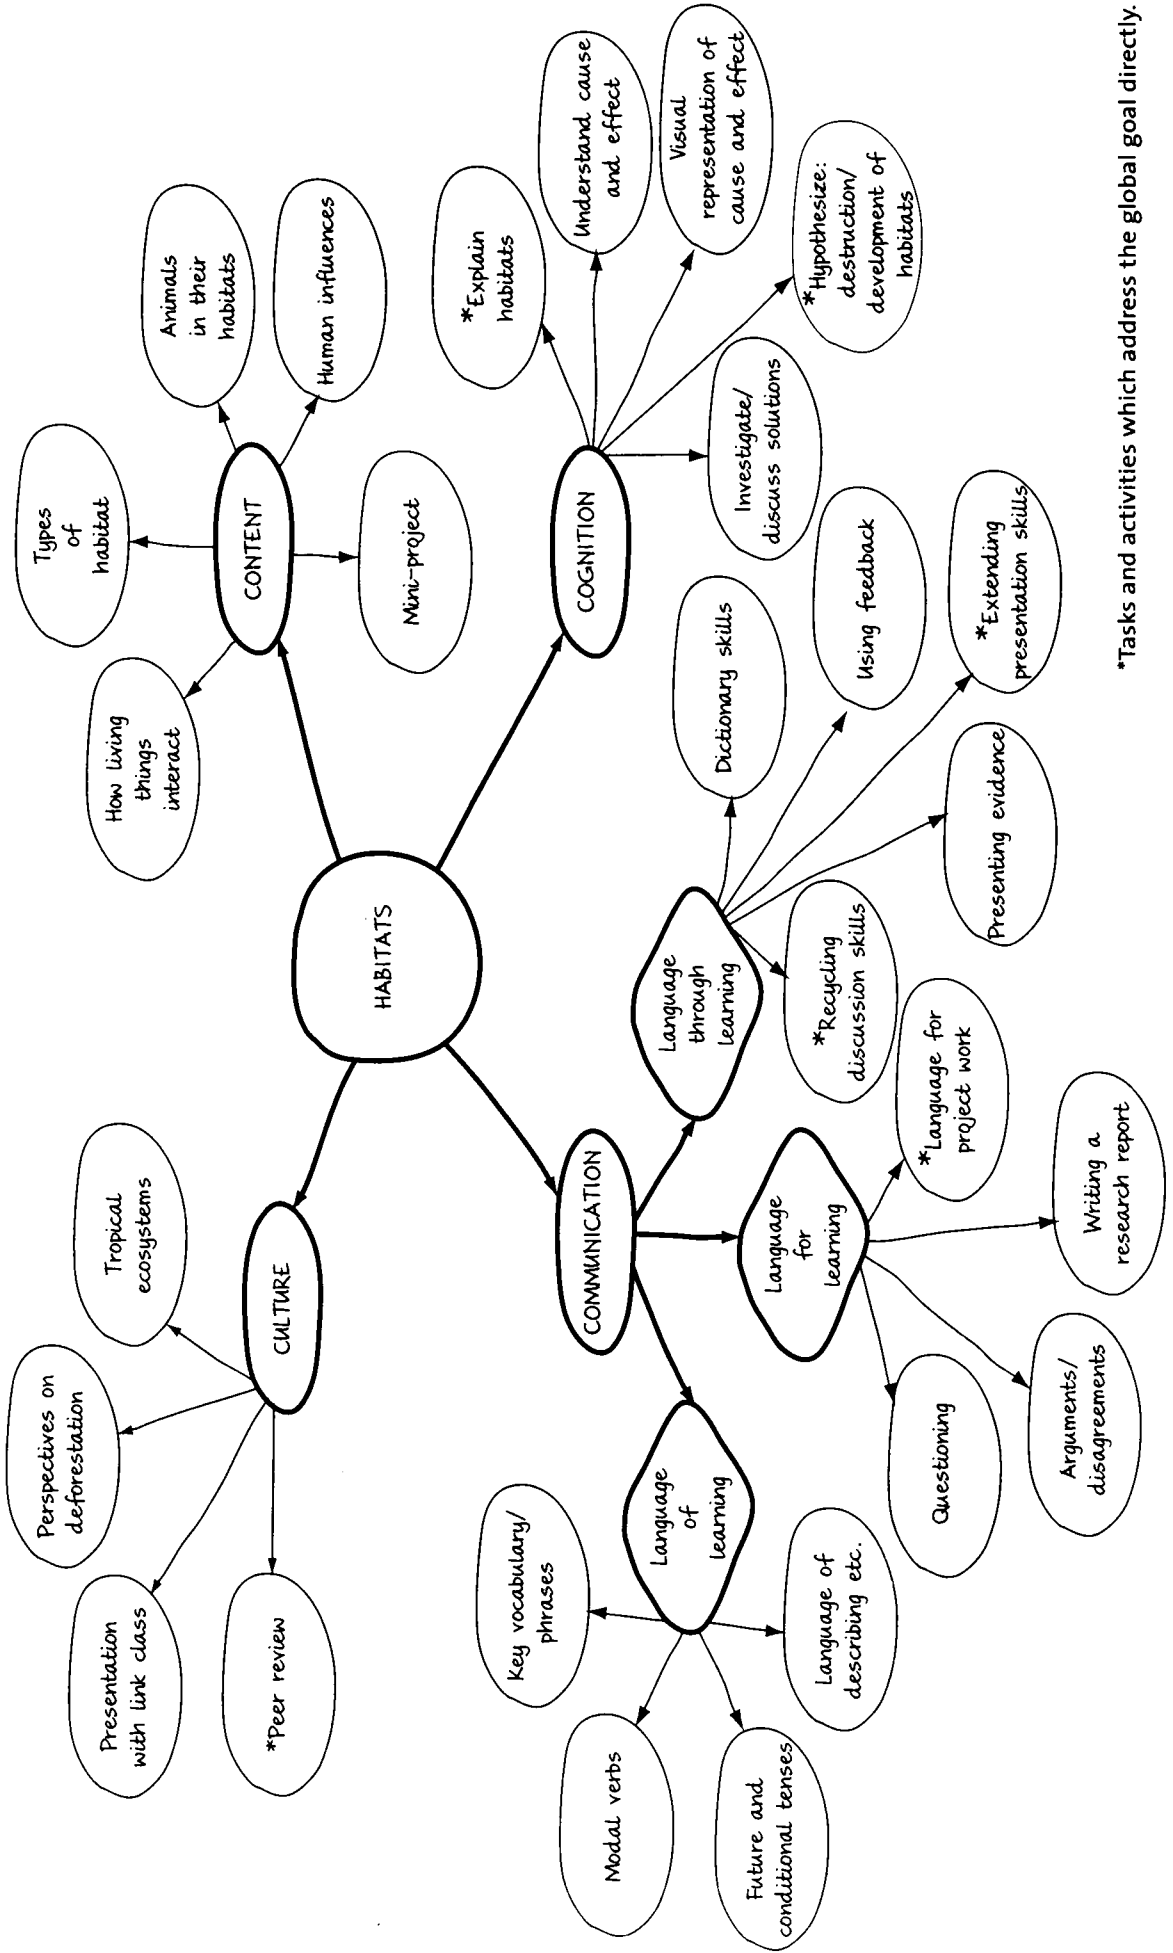 HABITATS
CULTURE
Tropical
ecosystems
Perspectives on
deforestation
Presentation
with link class
*Peer review
CONTENT
How living
things
interact
Types
of
habitat
Animals
in their
habitats
Human influences
Mini-project
COGNITION
*Explain
habitats
Understand cause
and effect
Visual
representation of
cause and effect
*Hypothesize:
destruction/
development of
habitats
Investigate/
discuss solutions
COMMUNICATION
Language
of
learning
Key vocabulary/
phrases
Modal verbs
Future and
conditional tenses
Language of
describing etc.
Language
for
learning
Questioning
Arguments/
disagreements
Writing a
research report
*Language for
project work
Language
through
learning
Dictionary skills
Using feedback
*Extending
presentation skills
Presenting evidence
*Recycling
discussion skills
*Tasks and activities which address the global goal directly.